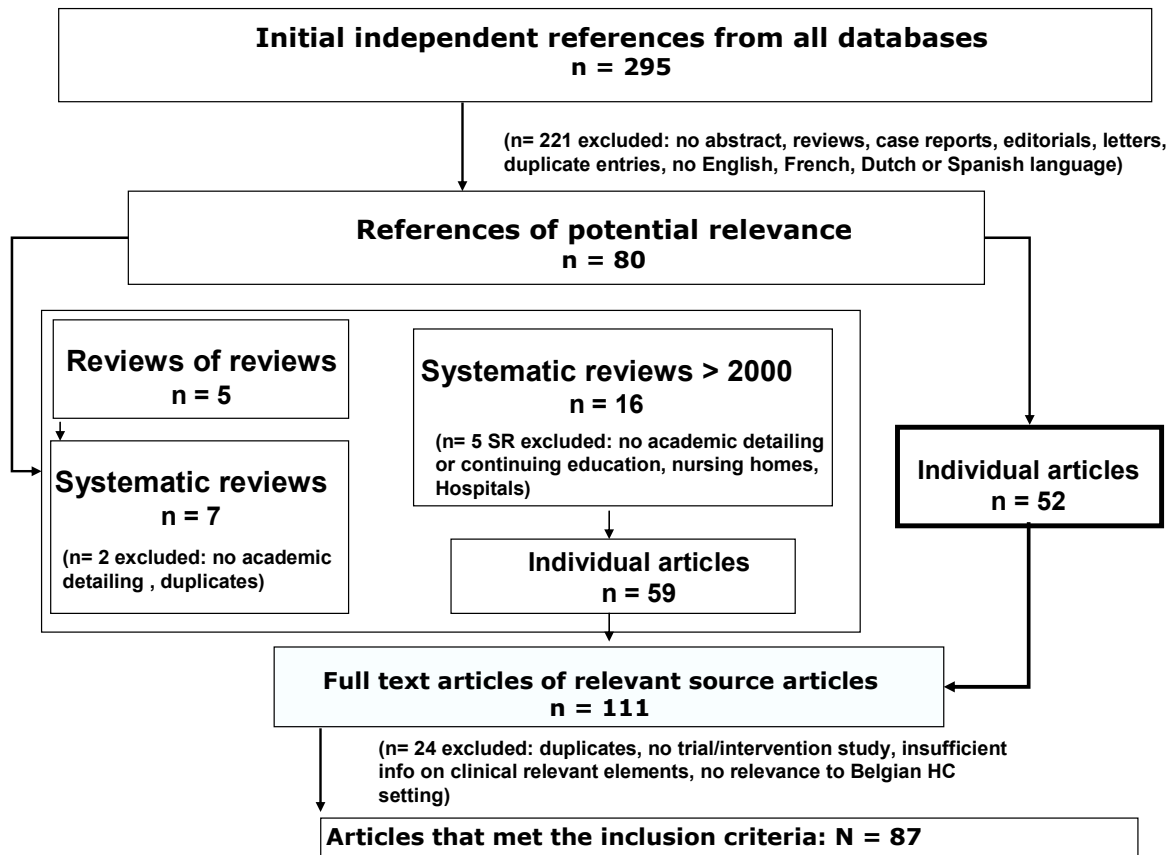 Initial independent references from all databases
n = 295
(n= 221 excluded: no abstract, reviews, case reports, editorials, letters,
duplicate entries, no English, French, Dutch or Spanish language)
References of potential relevance
n = 80
Reviews of reviews
n = 5
Systematic reviews
n = 7
(n= 2 excluded: no academic
detailing , duplicates)
Systematic reviews > 2000
n = 16
(n= 5 SR excluded: no academic detailing
or continuing education, nursing homes,
Hospitals)
Individual articles
n = 59
Individual articles
n = 52
Full text articles of relevant source articles
n = 111
(n= 24 excluded: duplicates, no trial/intervention study, insufficient
info on clinical relevant elements, no relevance to Belgian HC
setting)
Articles that met the inclusion criteria: N = 87